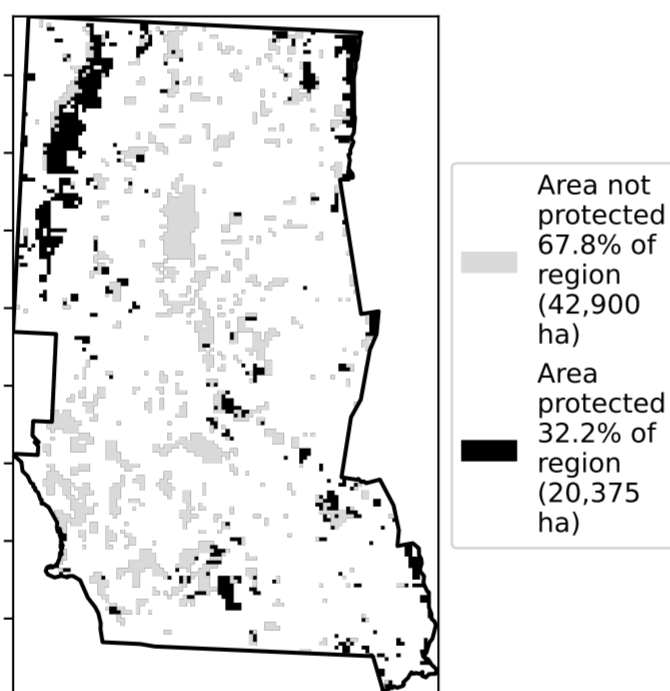 Area not
protected
67.8% of
region
(42,900
ha)
Area
protected
32.2% of
region
(20,375
ha)